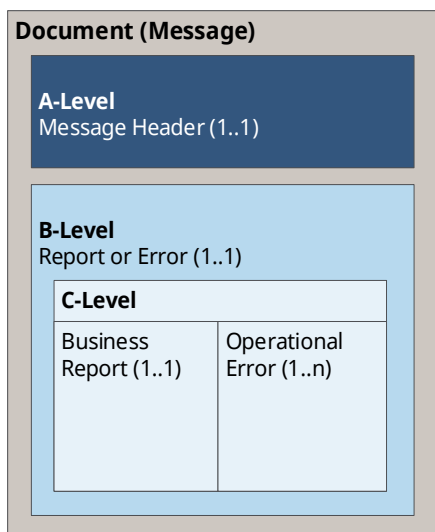 Document (Message)
A-Level
Message Header (1..1)
B-Level
Report or Error (1..1)
C-Level
Business
Report (1..1)
Operational
Error (1..n)